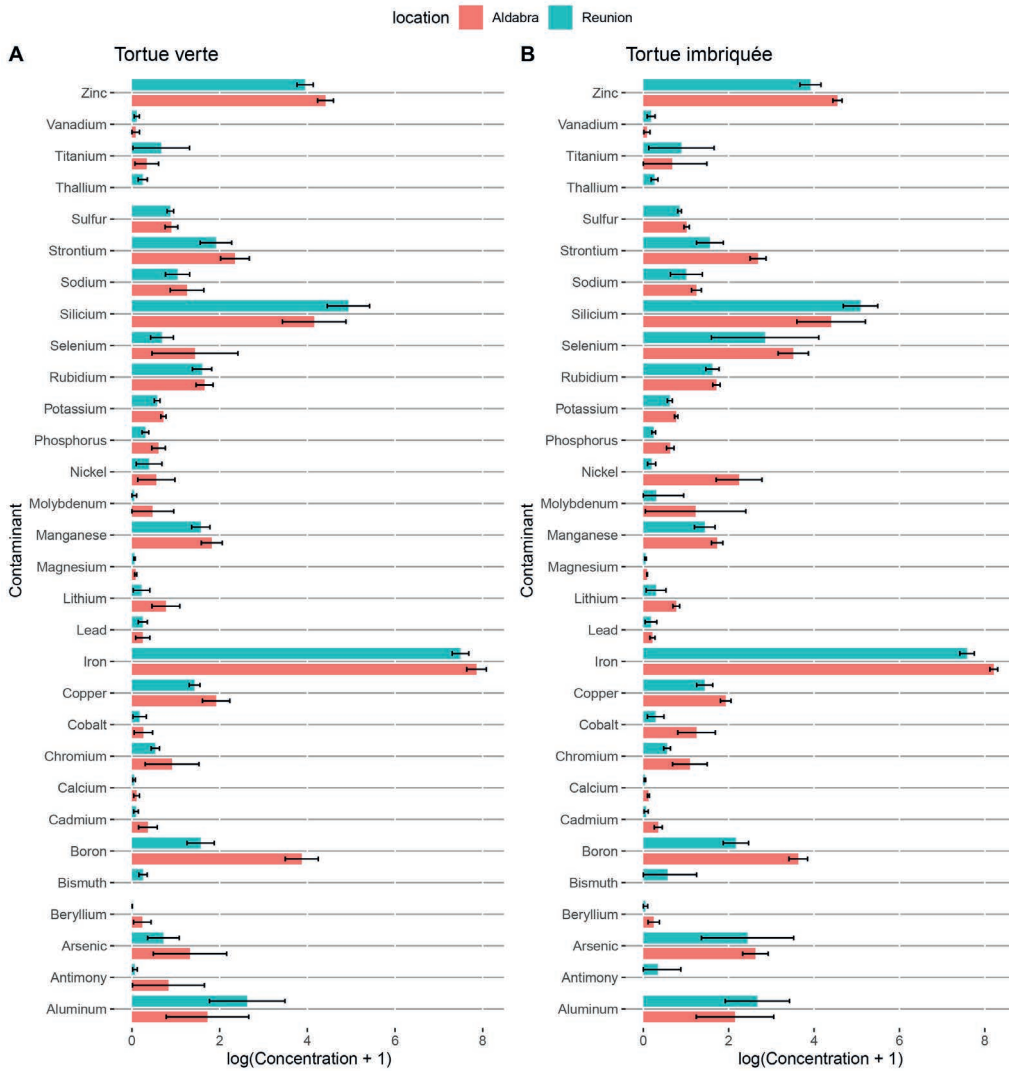 location Aldabra Reunion
A Tortue verte
Zinc
Vanadium
Titanium
Thallium
Sulfur
Strontium
Sodium
Silicium
Selenium
Rubidium
Potassium
Phosphorus
Nickel
Molybdenum
Manganese
Magnesium
Lithium
Lead
Iron
Copper
Cobalt
Chromium
Calcium
Cadmium
Boron
Bismuth
Beryllium
Arsenic
Antimony
Aluminum
Contaminant
0 2 4 6 8
log(Concentration + 1)
B Tortue imbriquée
Zinc
Vanadium
Titanium
Thallium
Sulfur
Strontium
Sodium
Silicium
Selenium
Rubidium
Potassium
Phosphorus
Nickel
Molybdenum
Manganese
Magnesium
Lithium
Lead
Iron
Copper
Cobalt
Chromium
Calcium
Cadmium
Boron
Bismuth
Beryllium
Arsenic
Antimony
Aluminum
Contaminant
0 2 4 6 8
log(Concentration + 1)